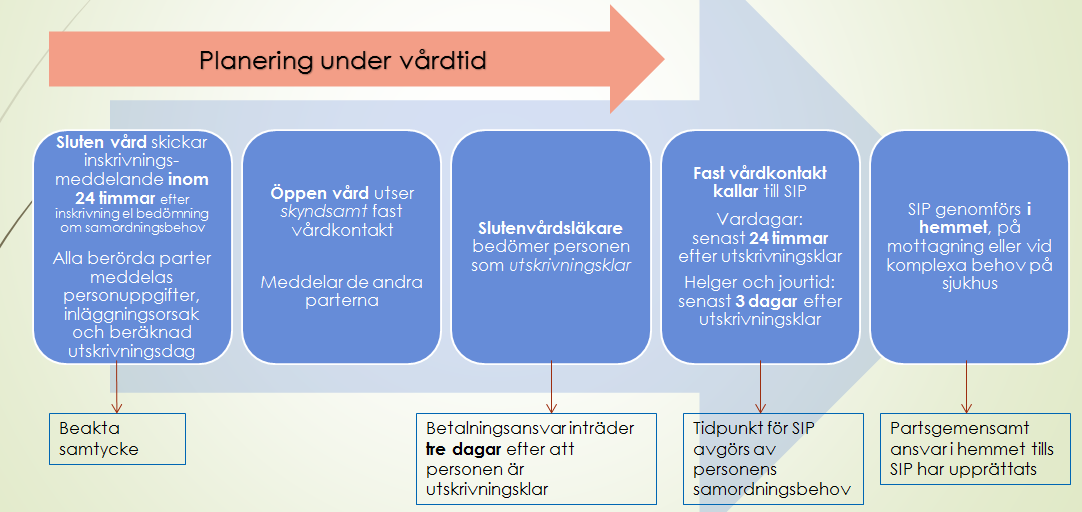 Planering under vårdtid
Sluten vård skickar
inskrivnings-
meddelande inom
24 timmar efter
inskrivning el bedömning
om samordningsbehov
Alla berörda parter
meddelas
personuppgifter,
inläggningsorsak
och beräknad
utskrivningsdag
Öppen vård utser
skyndsamt fast
vårdkontakt
Meddelar de andra
parterna
Slutenvårdsläkare
bedömer personen
som utskrivningsklar
Fast vårdkontakt
kallar till SIP
Vardagar:
senast 24 timmar
efter utskrivningsklar
Helger och jourtid:
senast 3 dagar efter
utskrivningsklar
SIP genomförs i
hemmet, på
mottagning eller vid
komplexa behov på
sjukhus
Beakta
samtycke
Betalningsansvar inträder
tre dagar efter att
personen är
utskrivningsklar
Tidpunkt för SIP
avgörs av
personens
samordningsbehov
Partsgemensamt
ansvar i hemmet tills
SIP har upprättats